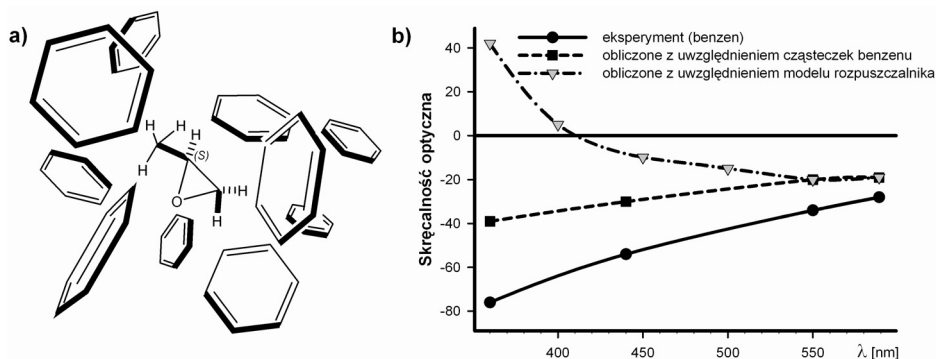 a)
H
H
H
H
(S)
O
H
H
b)
eksperyment (benzen)
obliczone z uwzględnieniem cząsteczek benzenu
obliczone z uwzględnieniem modelu rozpuszczalnika
Skręcalność optyczna
40
20
0
-20
-40
-60
-80
400
450
500
550
λ [nm]